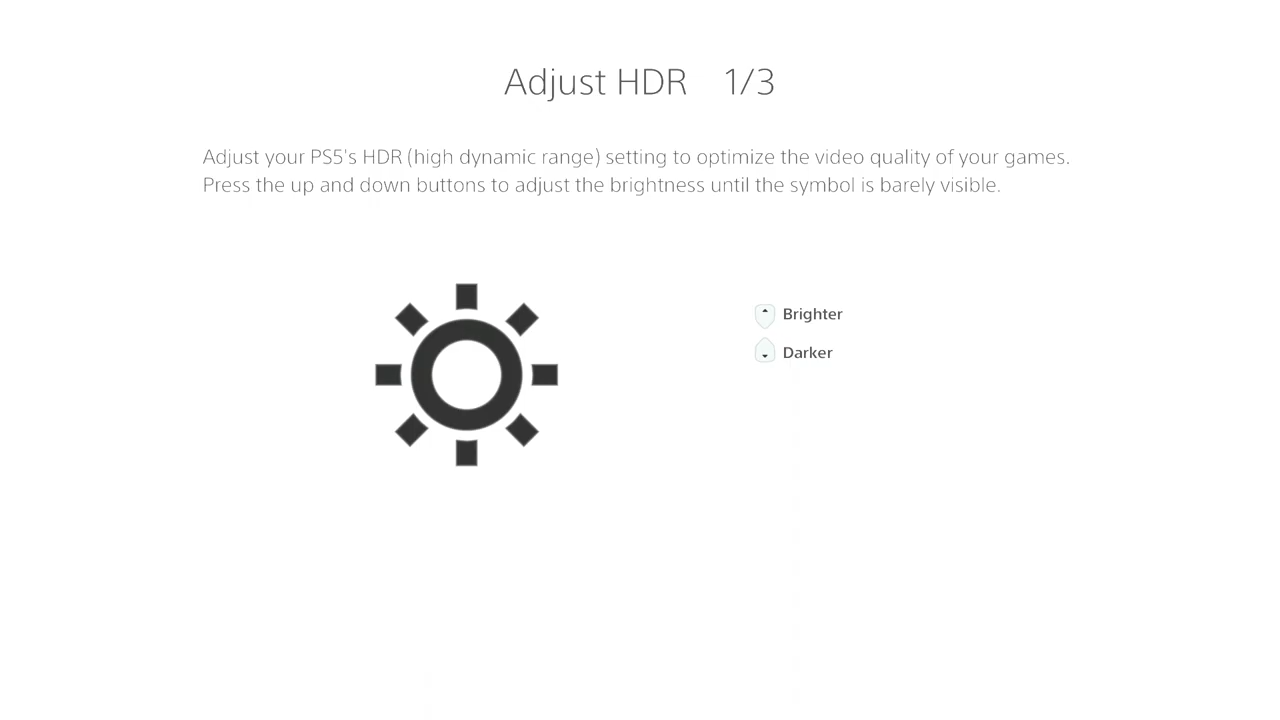 Adjust HDR 1/3
Adjust your PS5's HDR (high dynamic range) setting to optimize the video quality of your games.
Press the up and down buttons to adjust the brightness until the symbol is barely visible.
Brighter
Darker